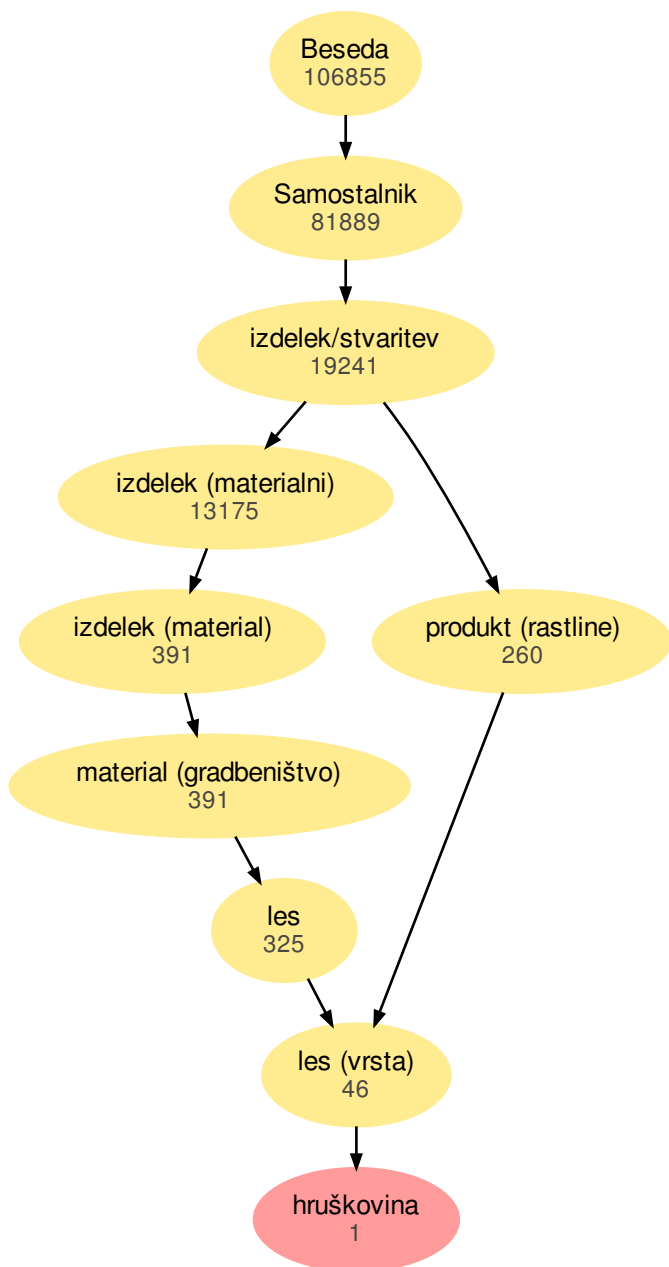 Beseda
106855
Samostalnik
81889
izdelek/stvaritev
19241
izdelek (materialni)
13175
izdelek (material)
391
produkt (rastline)
260
material (gradbeništvo)
391
les
325
les (vrsta)
46
hruškovina
1